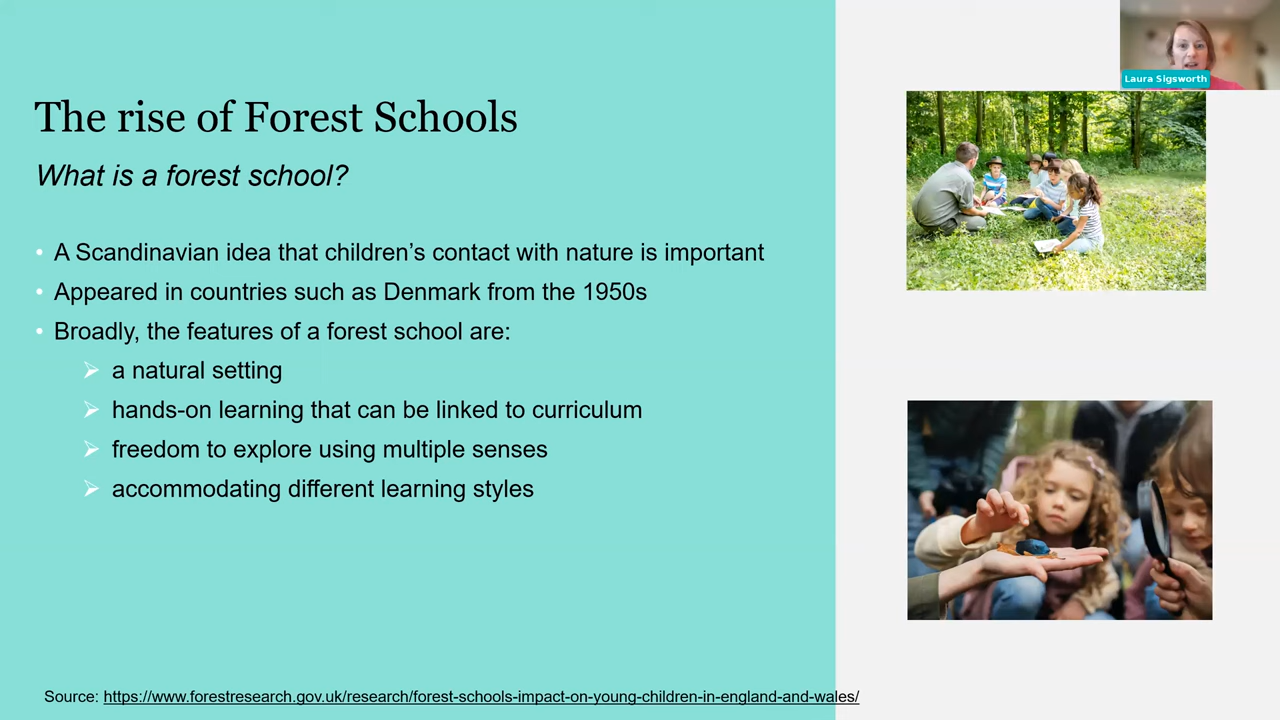 Laura Sigsworth
The rise of Forest Schools
What is a forest school?
• A Scandinavian idea that children’s contact with nature is important
• Appeared in countries such as Denmark from the 1950s
• Broadly, the features of a forest school are:
➢ a natural setting
➢ hands-on learning that can be linked to curriculum
➢ freedom to explore using multiple senses
➢ accommodating different learning styles
Source: https://www.forestresearch.gov.uk/research/forest-schools-impact-on-young-children-in-england-and-wales/